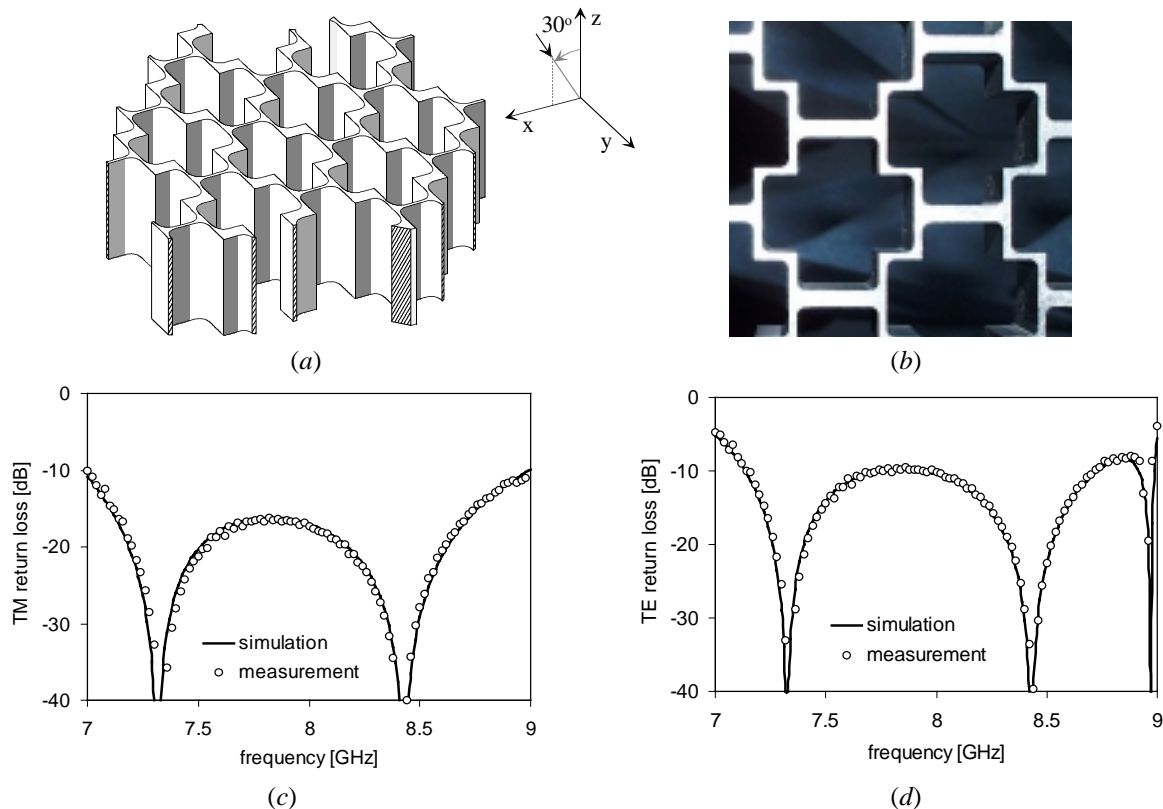 30o
z
x
y
(a)
(b)
0
-10
-20
-30
-40
TM return loss [dB]
simulation
measurement
7
7.5
8
8.5
9
frequency [GHz]
(c)
0
-10
-20
-30
-40
TE return loss [dB]
simulation
measurement
7
7.5
8
8.5
9
frequency [GHz]
(d)